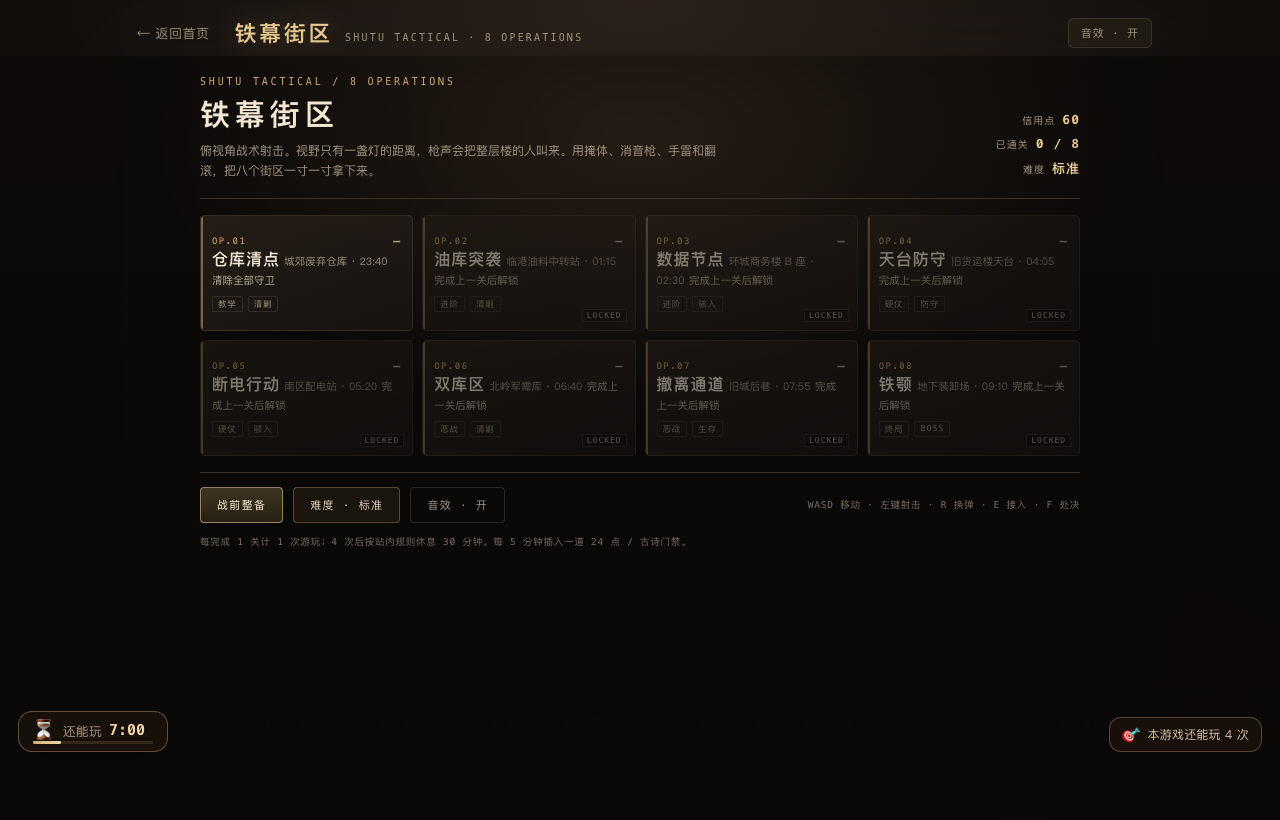 ← 返回首页 铁幕街区 SHUTU TACTICAL · 8 OPERATIONS 音效 · 开
SHUTU TACTICAL / 8 OPERATIONS
铁幕街区
俯视角战术射击。视野只有一盏灯的距离，枪声会把整层楼的人叫来。用掩体、消音枪、手雷和翻
滚，把八个街区一寸一寸拿下来。
信用点 60
已通关 0 / 8
难度 标准
OP.01 —
仓库清点 城郊废弃仓库 · 23:40
清除全部守卫
教学 清剿
OP.02 —
油库突袭 临港油料中转站 · 01:15
完成上一关后解锁
进阶 清剿
LOCKED
OP.03 —
数据节点 环城商务楼 B 座 ·
02:30 完成上一关后解锁
进阶 骇入
LOCKED
OP.04 —
天台防守 旧货运楼天台 · 04:05
完成上一关后解锁
硬仗 防守
LOCKED
OP.05 —
断电行动 南区配电站 · 05:20 完
成上一关后解锁
硬仗 骇入
LOCKED
OP.06 —
双库区 北岭军需库 · 06:40 完成上
一关后解锁
恶战 清剿
LOCKED
OP.07 —
撤离通道 旧城后巷 · 07:55 完成
上一关后解锁
恶战 生存
LOCKED
OP.08 —
铁颚 地下装卸场 · 09:10 完成上一关
后解锁
终局 BOSS
LOCKED
战前整备 难度 · 标准 音效 · 开 WASD 移动 · 左键射击 · R 换弹 · E 接入 · F 处决
每完成 1 关计 1 次游玩；4 次后按站内规则休息 30 分钟。每 5 分钟插入一道 24 点 / 古诗门禁。
还能玩 7:00
本游戏还能玩 4 次